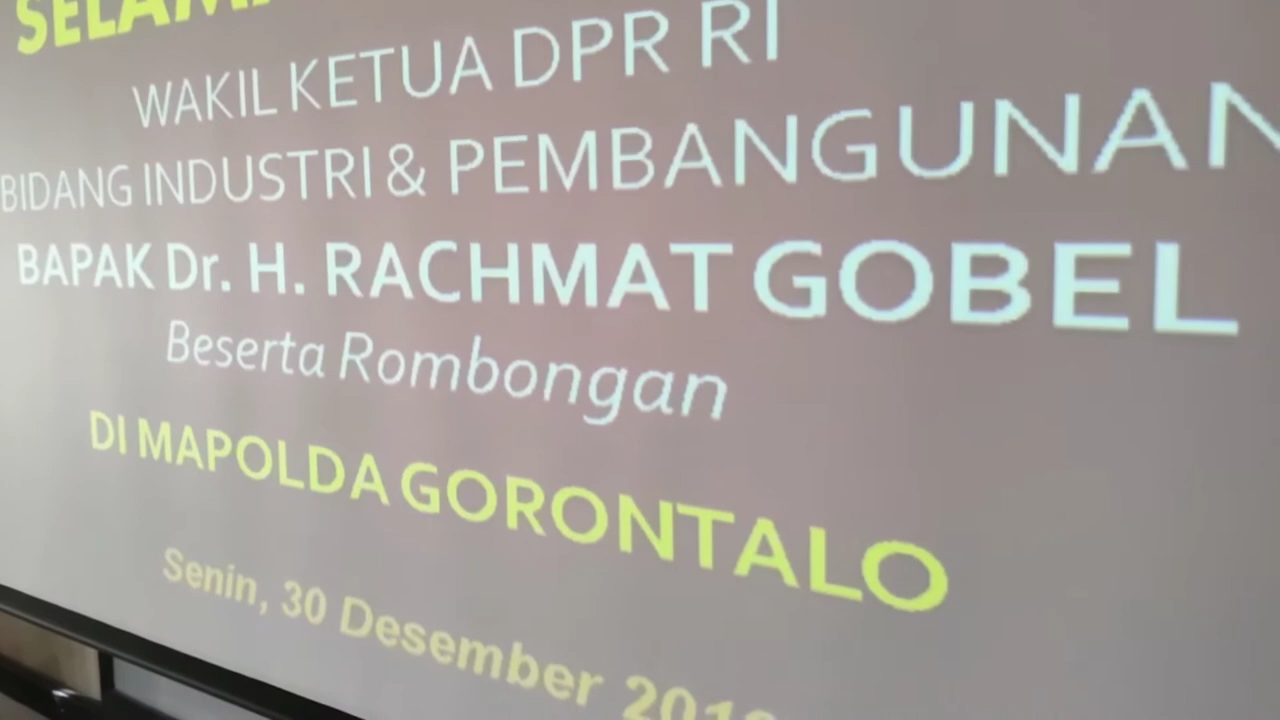 WAKIL KETUA DPR RI
BIDANG INDUSTRI & PEMBANGUNAN
BAPAK Dr. H. RACHMAT GOBEL
Beserta Rombongan
DI MAPOLDA GORONTALO
Senin, 30 Desember